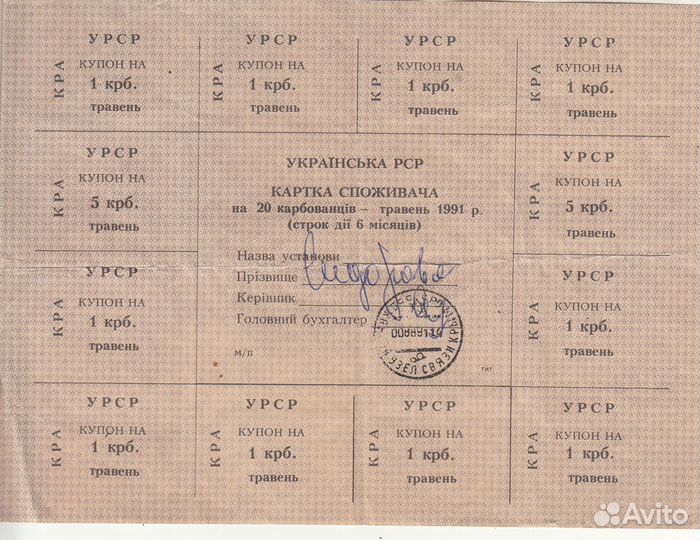 КРА
УРСР
КУПОН НА
1 крб.
травень
КРА
УРСР
КУПОН НА
1 крб.
травень
КРА
УРСР
КУПОН НА
1 крб.
травень
КРА
УРСР
КУПОН НА
1 крб.
травень
КРА
УРСР
КУПОН НА
5 крб.
травень
УКРАЇНСЬКА РСР
КАРТКА СПОЖИВАЧА
на 20 карбованців – травень 1991 р.
(строк дії 6 місяців)
Назва установи
Прізвище Сидорова
Керівник
Головний бухгалтер
м/п
УЗЕЛ СВЯЗИ
тит
КРА
УРСР
КУПОН НА
5 крб.
травень
КРА
УРСР
КУПОН НА
1 крб.
травень
КРА
УРСР
КУПОН НА
1 крб.
травень
КРА
УРСР
КУПОН НА
1 крб.
травень
КРА
УРСР
КУПОН НА
1 крб.
травень
КРА
УРСР
КУПОН НА
1 крб.
травень
КРА
УРСР
КУПОН НА
1 крб.
травень
Avito